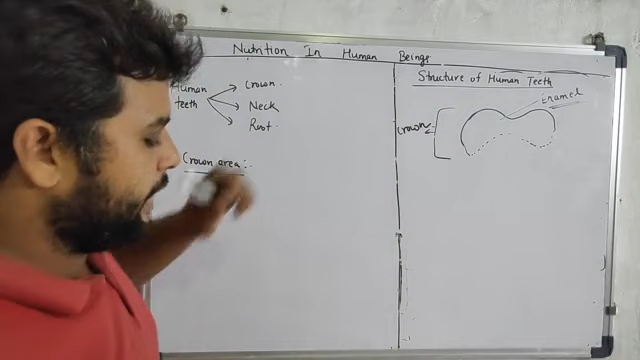 Nutrition In Human Beings
Human teeth
Crown.
Neck
Root.
Crown area:-
Structure of Human Teeth
Enamel
Crown